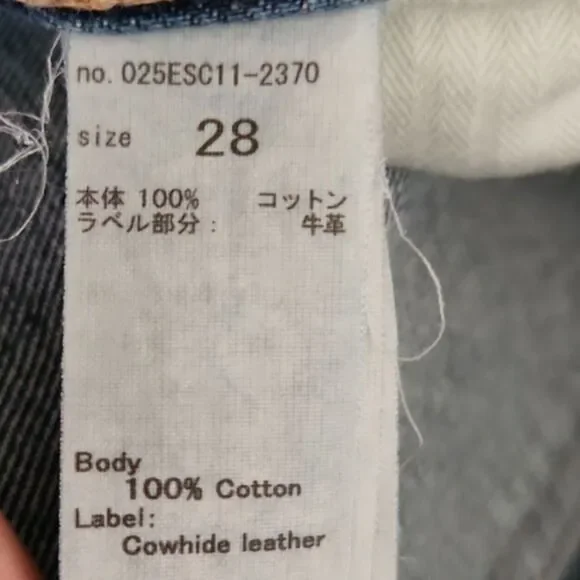 no. 025ESC11-2370
size 28
本体 100% コットン
ラベル部分: 牛革
Body
100% Cotton
Label:
Cowhide leather